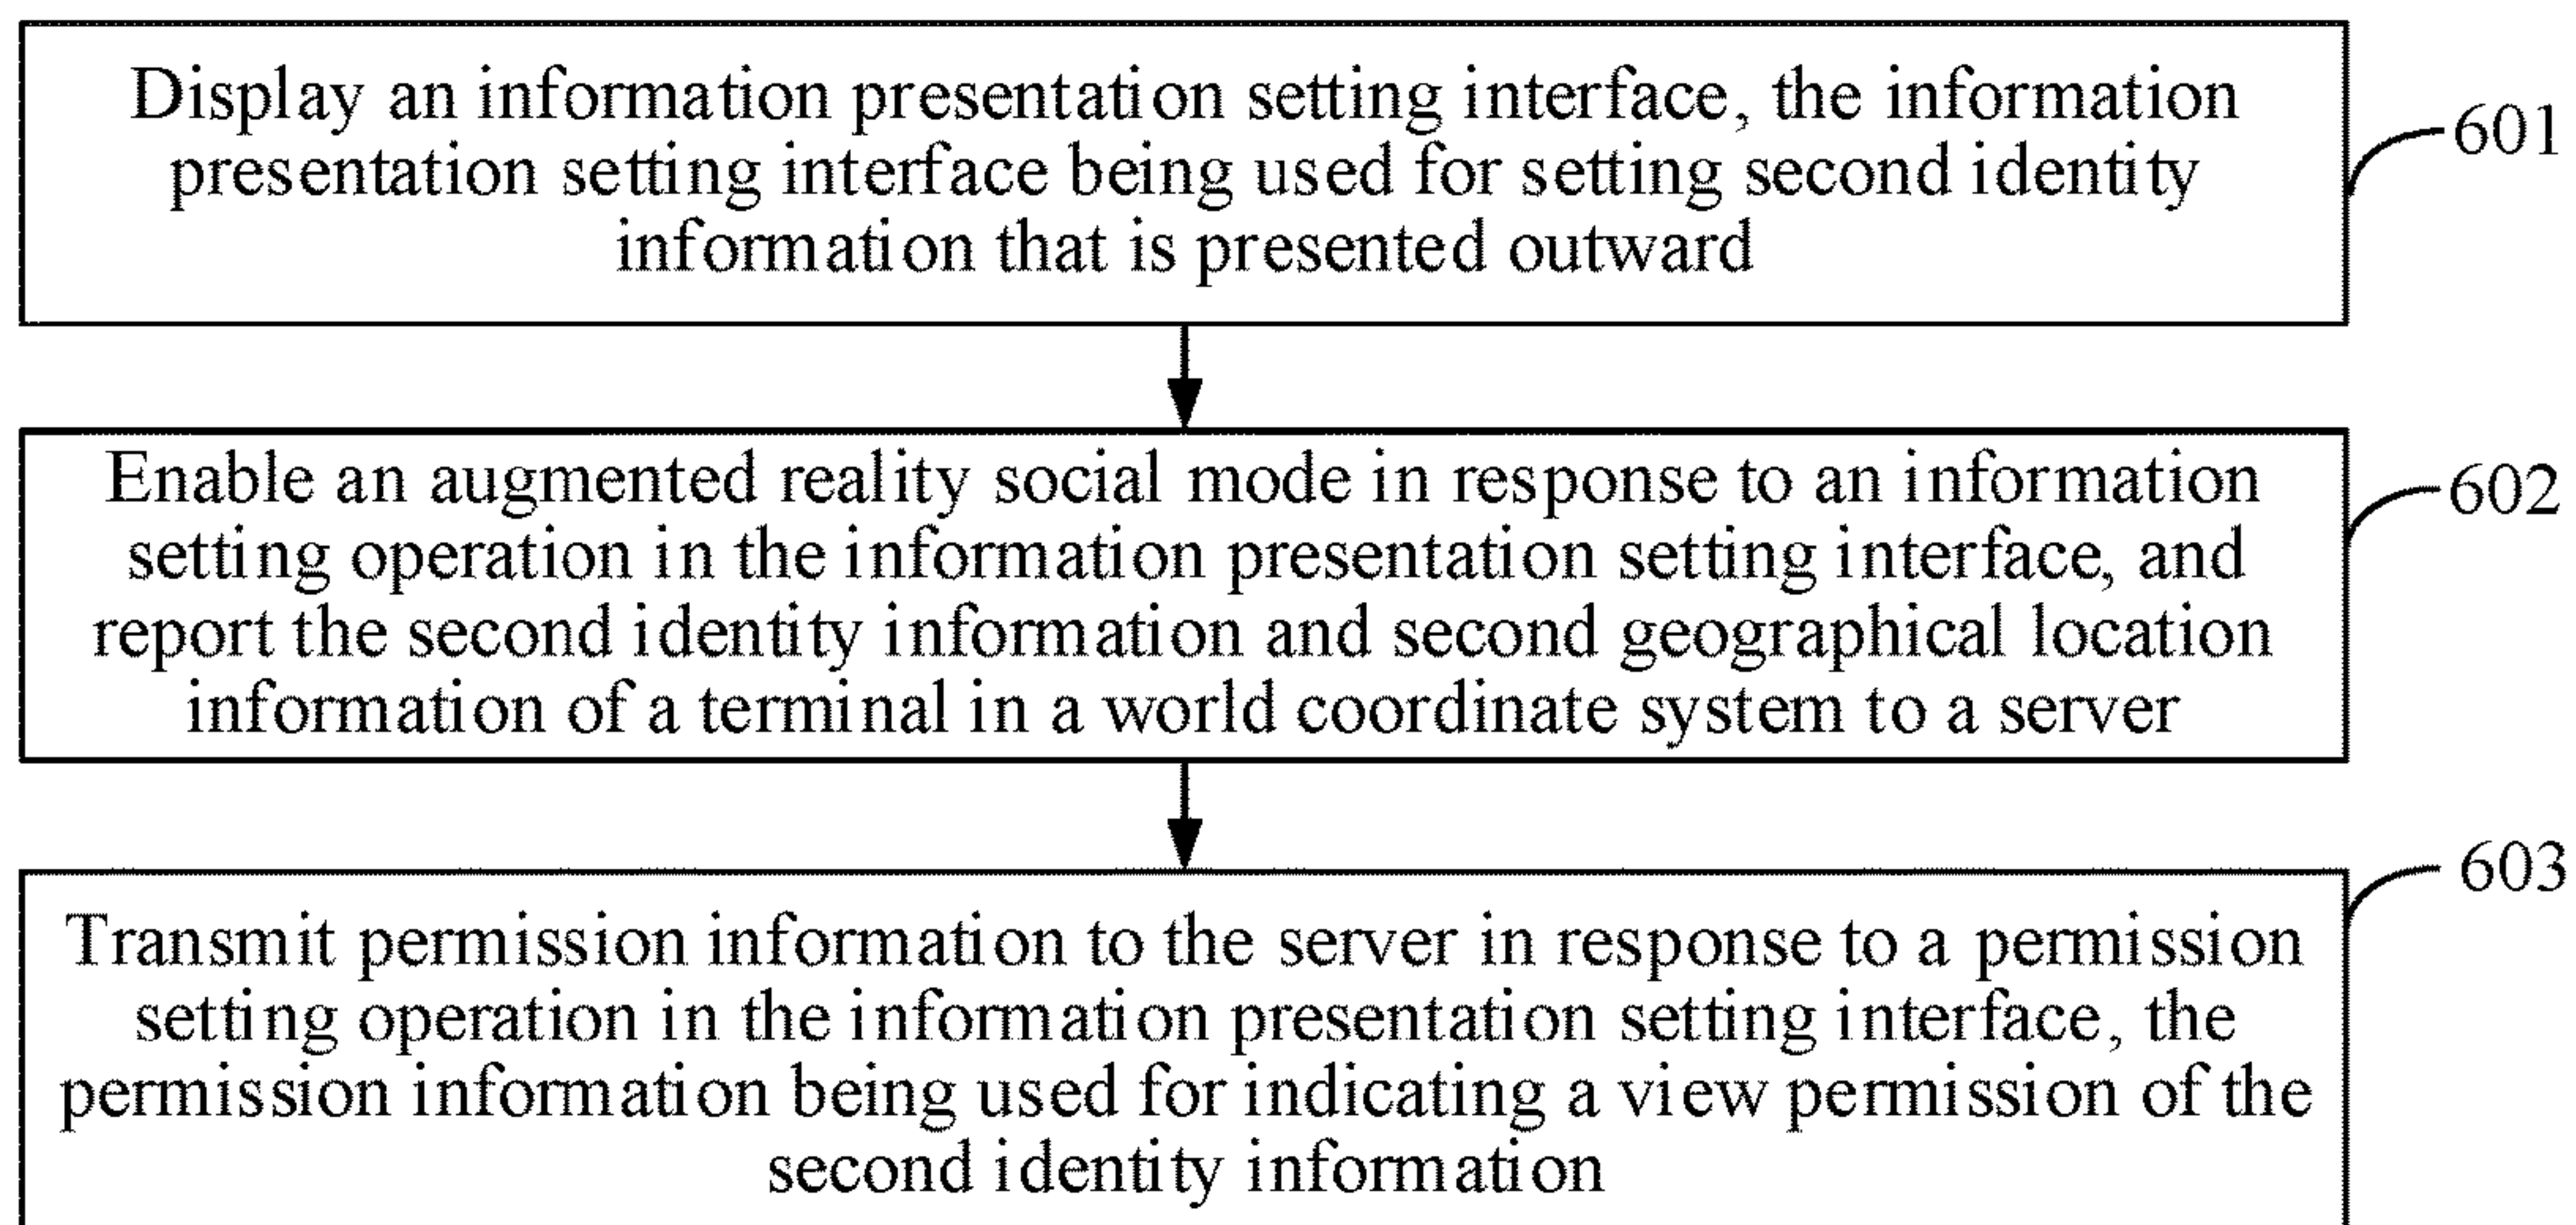 Display an information presentation setting interface, the information
presentation setting interface being used for setting second identity
information that is presented outward
601
Enable an augmented reality social mode in response to an information
setting operation in the information presentation setting interface, and
report the second identity information and second geographical location
information of a terminal in a world coordinate system to a server
602
Transmit permission information to the server in response to a permission
setting operation in the information presentation setting interface, the
permission information being used for indicating a view permission of the
second identity information
603